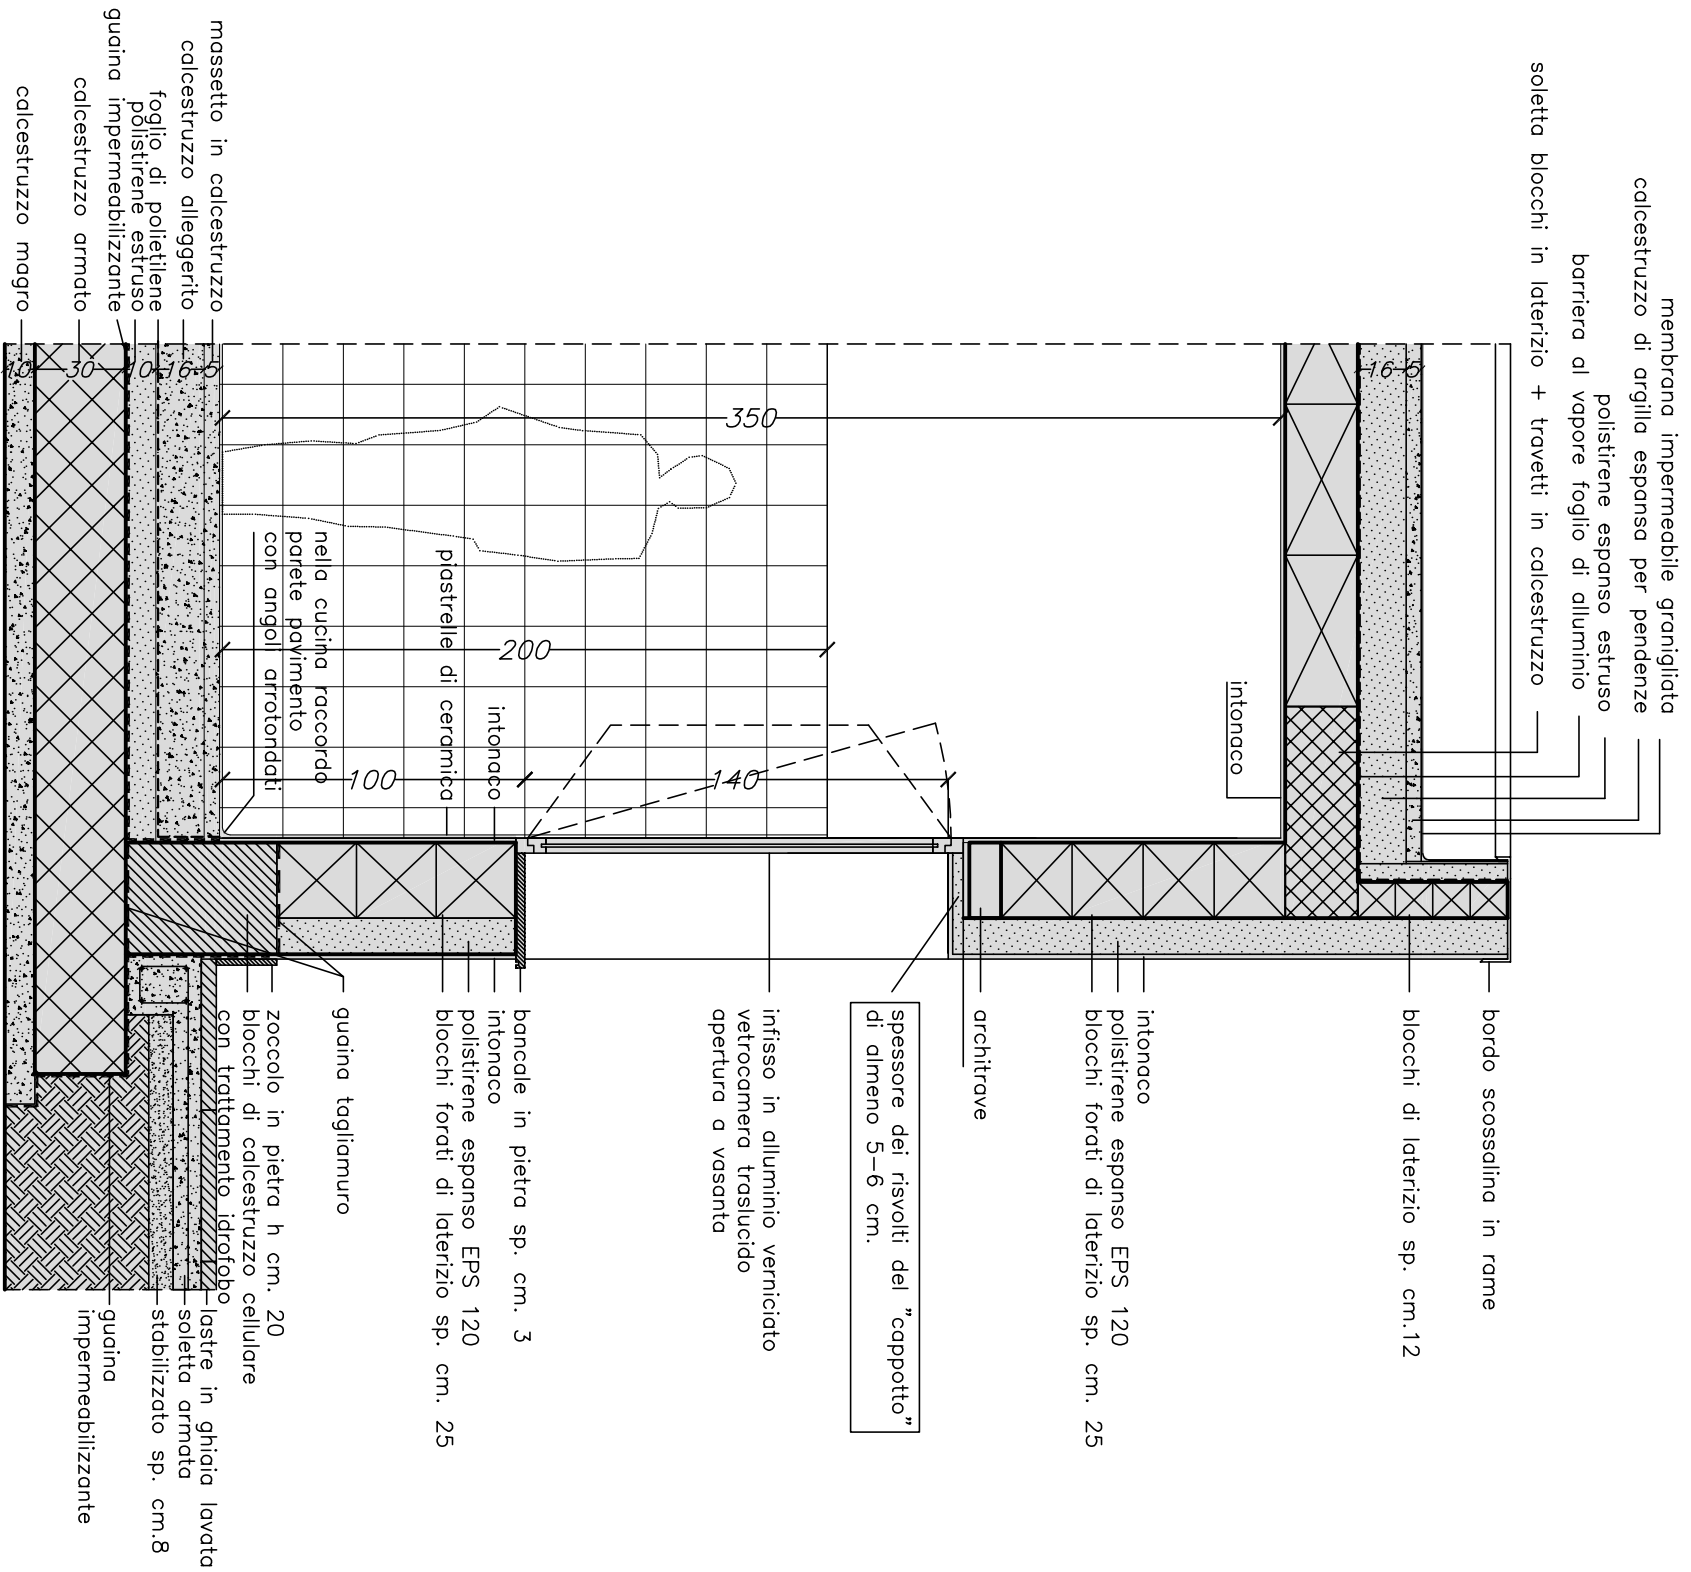 membrana impermeabile granigliata
calcestruzzo di argilla espansa per pendenze
polistirene espanso estruso
barriera al vapore foglio di alluminio
soletta blocchi in laterizio + travetti in calcestruzzo
bordo scossalina in rame
5
16
blocchi di laterizio sp. cm.12
intonaco
intonaco
polistirene espanso EPS 120
blocchi forati di laterizio sp. cm. 25
architrave
spessore dei risvolti del "cappotto"
di almeno 5-6 cm.
350
140
infisso in alluminio verniciato
vetrocamera traslucido
apertura a vasanta
200
bancale in pietra sp. cm. 3
intonaco
polistirene espanso EPS 120
blocchi forati di laterizio sp. cm. 25
intonaco
piastrelle di ceramica
100
guaina tagliamuro
nella cucina raccordo
parete pavimento
con angoli arrotondati
zoccolo in pietra h cm. 20
blocchi di calcestruzzo cellulare
con trattamento idrofobo
massetto in calcestruzzo
calcestruzzo alleggerito
foglio di polietilene
polistirene estruso
guaina impermeabilizzante
calcestruzzo armato
calcestruzzo magro
5
16
10
30
10
lastre in ghiaia lavata
soletta armata
stabilizzato sp. cm.8
guaina
impermeabilizzante